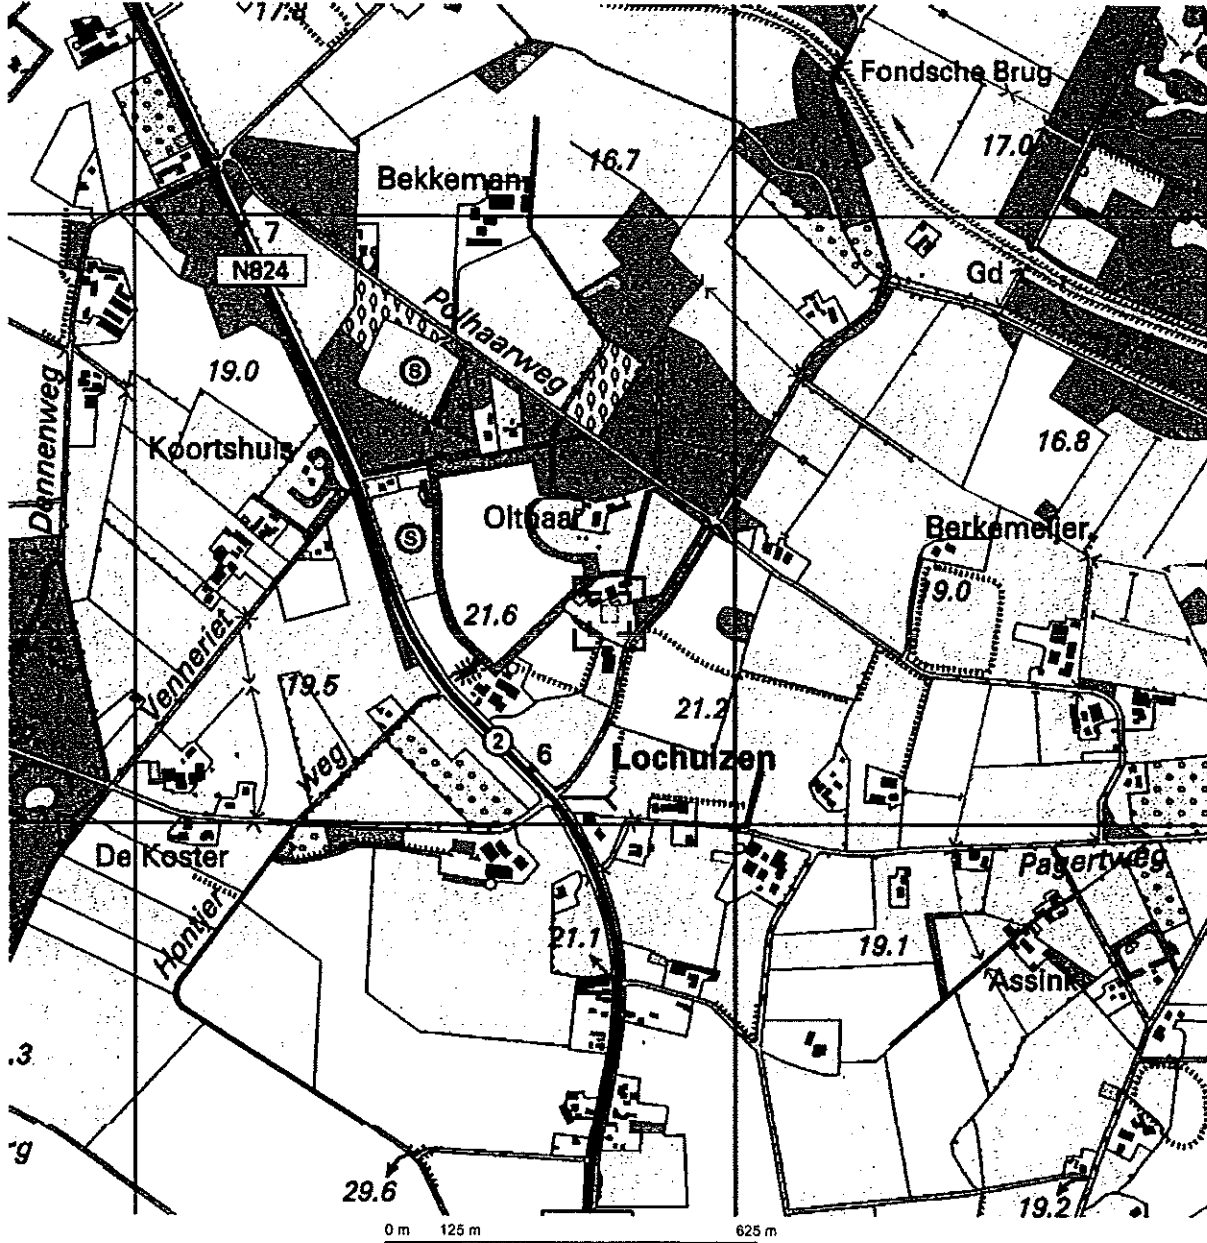 17.8
Fondsche Brug
17.0
16.7
Bekkeman
7
N824
Gd
Polhaarweg
19.0
S
Dennenweg
Koortshuis
16.8
Olthaar
S
Berkemeijer
19.0
21.6
Venneriet
19.5
21.2
2
6
Lochuizen
weg
De Koster
Pagertweg
Hontjer
21.1
19.1
Assink
.3
rg
29.6
19.2
0 m 125 m 625 m